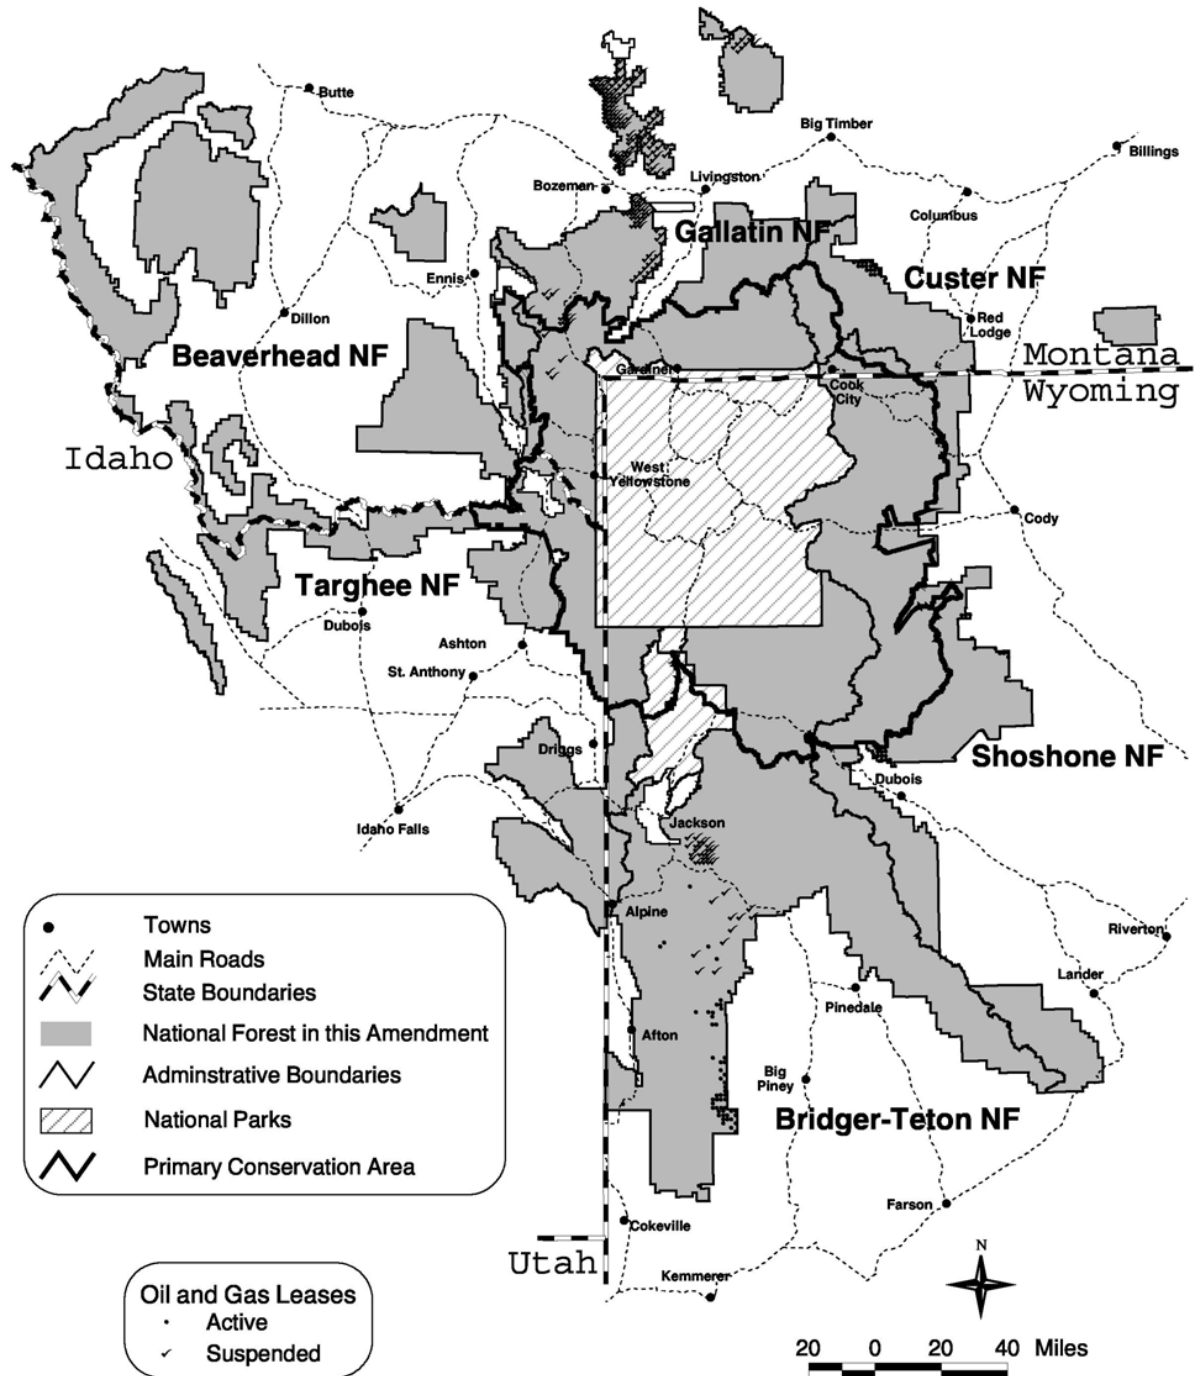 Butte
Big Timber
Billings
Bozeman
Livingston
Columbus
Gallatin NF
Custer NF
Ennis
Dillon
Red
Lodge
Beaverhead NF
Montana
Gardiner
Cook
City
Wyoming
Idaho
West
Yellowstone
Cody
Targhee NF
Dubois
Ashton
St. Anthony
Driggs
Shoshone NF
Dubois
Idaho Falls
Jackson
Alpine
Riverton
Lander
Pinedale
Afton
Big
Piney
Bridger-Teton NF
Farson
Cokeville
Utah
Kemmerer
Towns
Main Roads
State Boundaries
National Forest in this Amendment
Adminstrative Boundaries
National Parks
Primary Conservation Area
Oil and Gas Leases
Active
Suspended
N
20 0 20 40 Miles